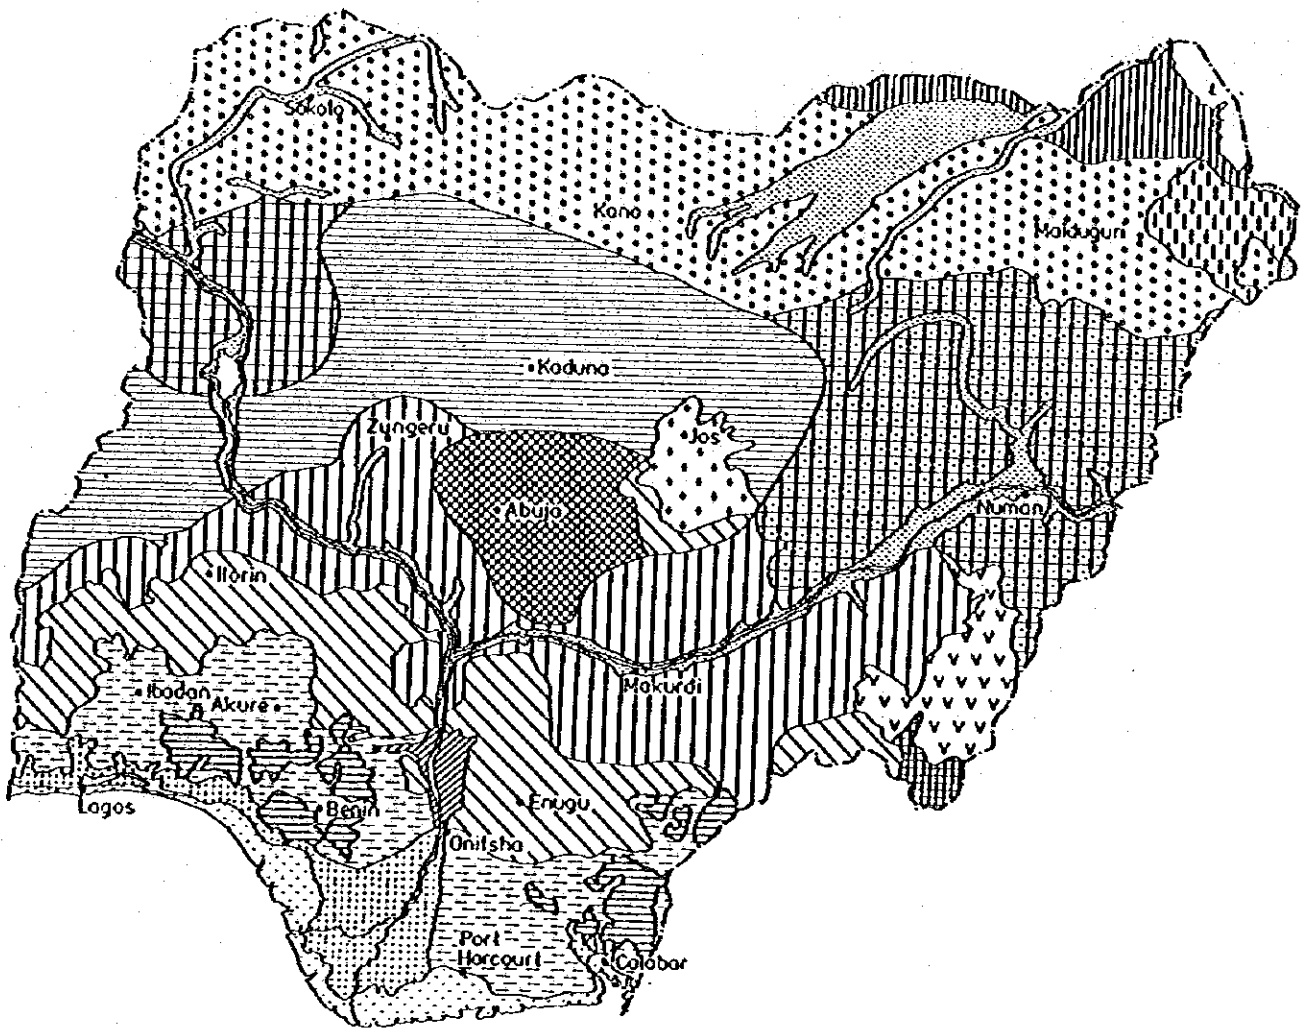 Sokoto
Kano
Maiduguri
Kaduna
Zungeru
Jos
Abuja
Numan
Ilorin
Makurdi
Ibadan
Akure
Lagos
Benin
Enugu
Onitsha
Port
Harcourt
Calabar